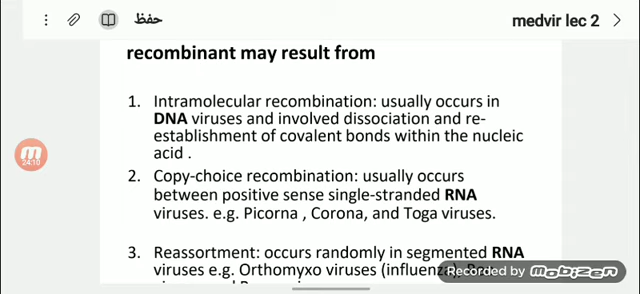 حفظ
medvir lec 2
recombinant may result from
1. Intramolecular recombination: usually occurs in
DNA viruses and involved dissociation and re-
establishment of covalent bonds within the nucleic
acid .
2. Copy-choice recombination: usually occurs
between positive sense single-stranded RNA
viruses. e.g. Picorna , Corona, and Toga viruses.
3. Reassortment: occurs randomly in segmented RNA
viruses e.g. Orthomyxo viruses (influenza),
m
24:10
Recorded by mobizen